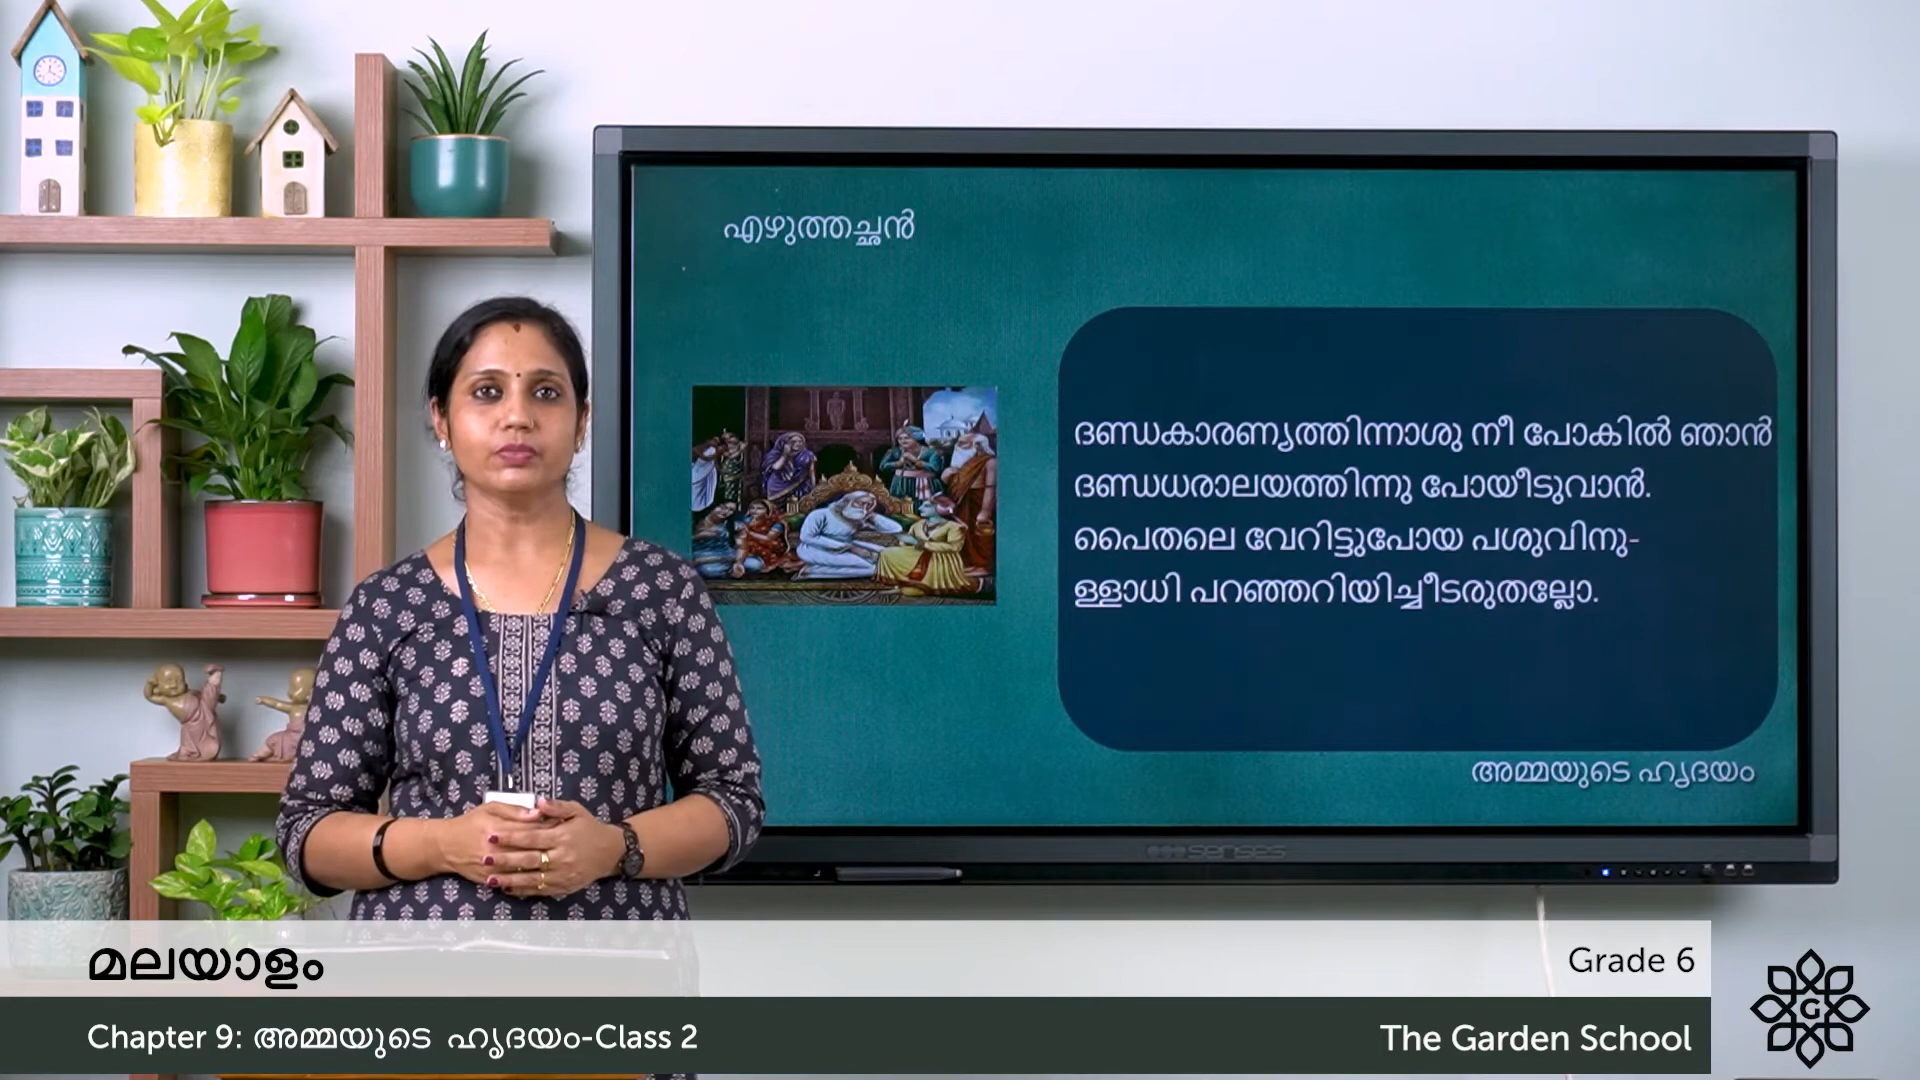 എഴുത്തച്ഛൻ
ദണ്ഡകാരണ്യത്തിന്നാശു നീ പോകിൽ ഞാൻ
ദണ്ഡധരാലയത്തിന്നു പോയീടുവാൻ.
പൈതലെ വേറിട്ടുപോയ പശുവിനു-
ള്ളാധി പറഞ്ഞറിയിച്ചീടരുതല്ലോ.
അമ്മയുടെ ഹൃദയം
senses
മലയാളം
Grade 6
Chapter 9: അമ്മയുടെ ഹൃദയം-Class 2
The Garden School
G